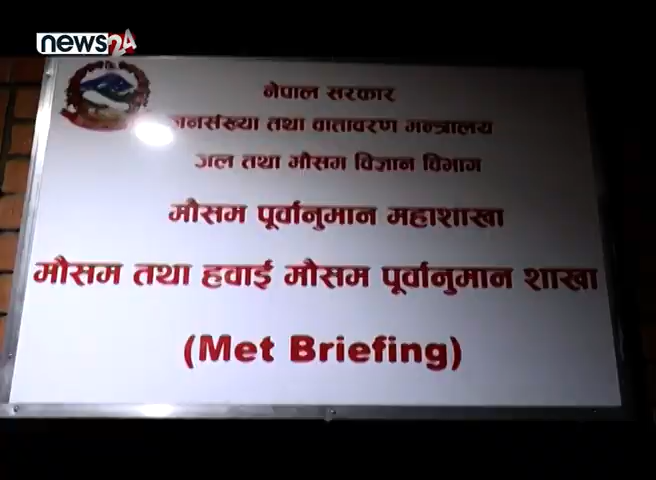 news24
नेपाल सरकार
जनसंख्या तथा वातावरण मन्त्रालय
जल तथा मौसम विज्ञान विभाग
मौसम पूर्वानुमान महाशाखा
मौसम तथा हवाई मौसम पूर्वानुमान शाखा
(Met Briefing)